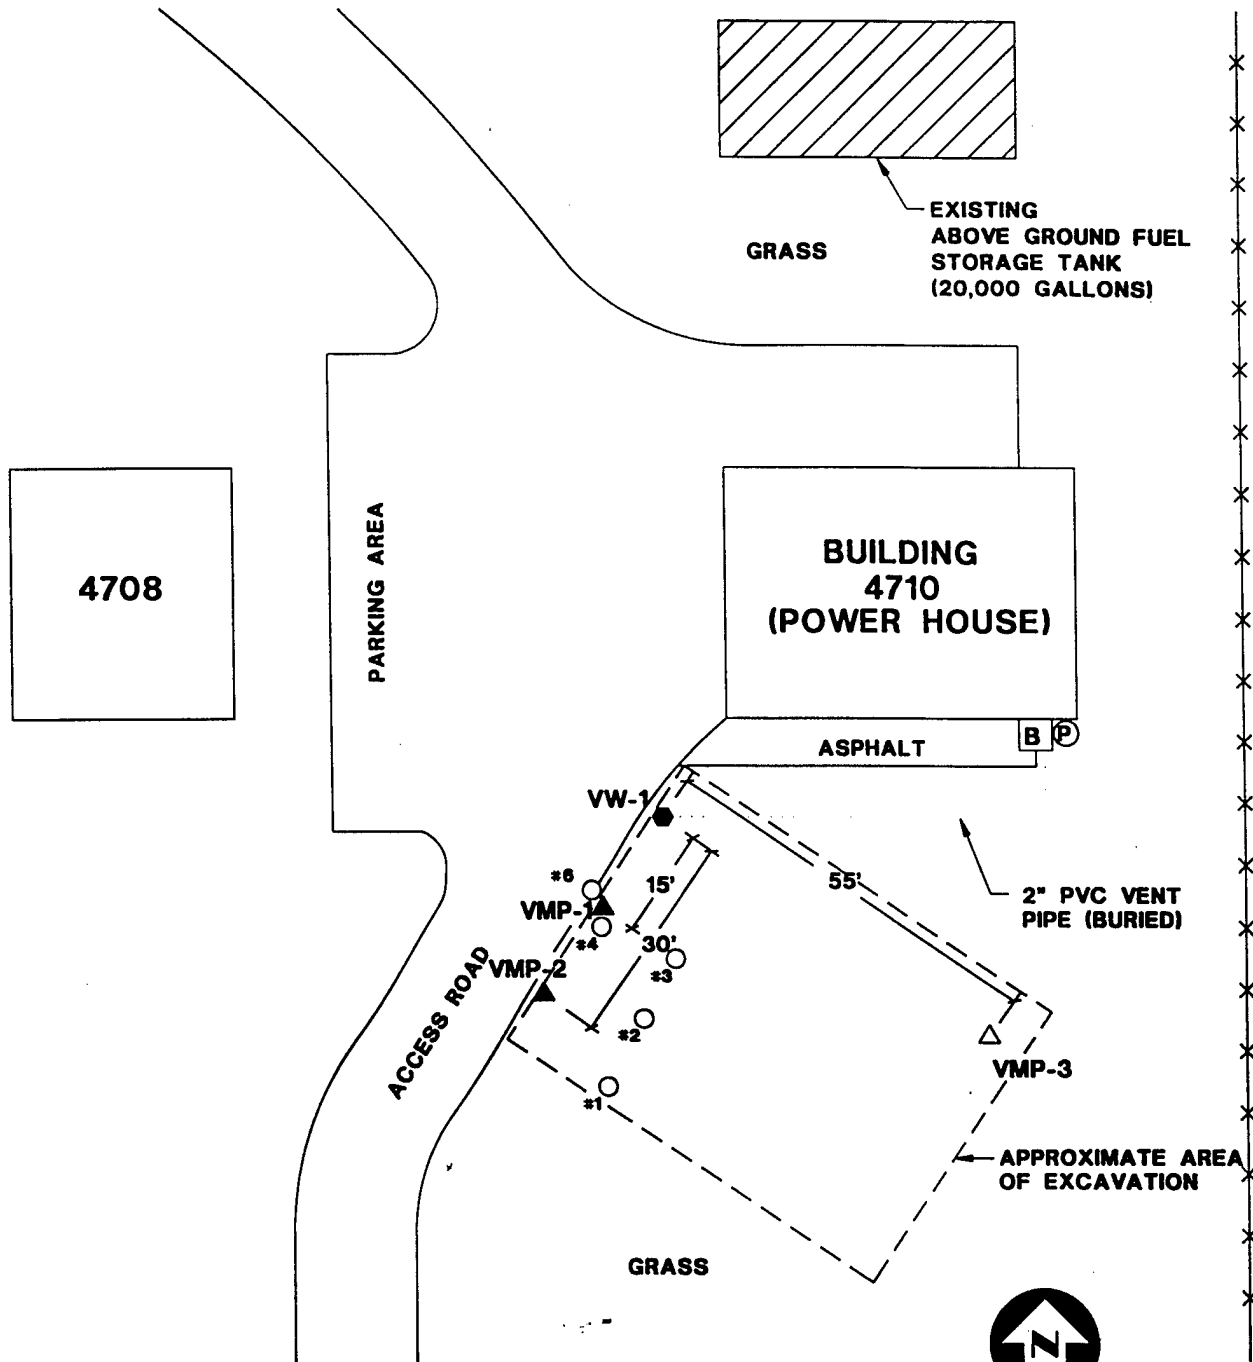 EXISTING
ABOVE GROUND FUEL
STORAGE TANK
(20,000 GALLONS)
GRASS
4708
PARKING AREA
BUILDING
4710
(POWER HOUSE)
B
P
ASPHALT
VW-1
#6
15'
55'
2" PVC VENT
PIPE (BURIED)
VMP-1
#4
30'
#3
VMP-2
ACCESS ROAD
#2
VMP-3
#1
APPROXIMATE AREA
OF EXCAVATION
GRASS
N